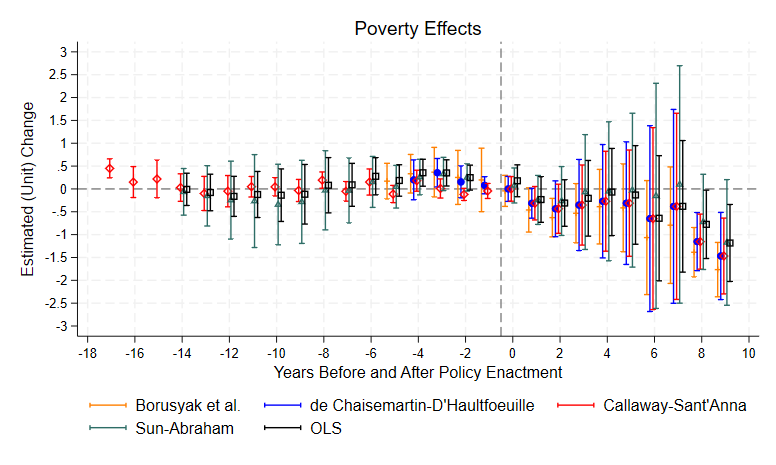 Poverty Effects
Estimated (Unit) Change
3
2.5
2
1.5
1
.5
0
-.5
-1
-1.5
-2
-2.5
-3
-18 -16 -14 -12 -10 -8 -6 -4 -2 0 2 4 6 8 10
Years Before and After Policy Enactment
Borusyak et al. de Chaisemartin-D'Haultfoeuille Callaway-Sant'Anna
Sun-Abraham OLS